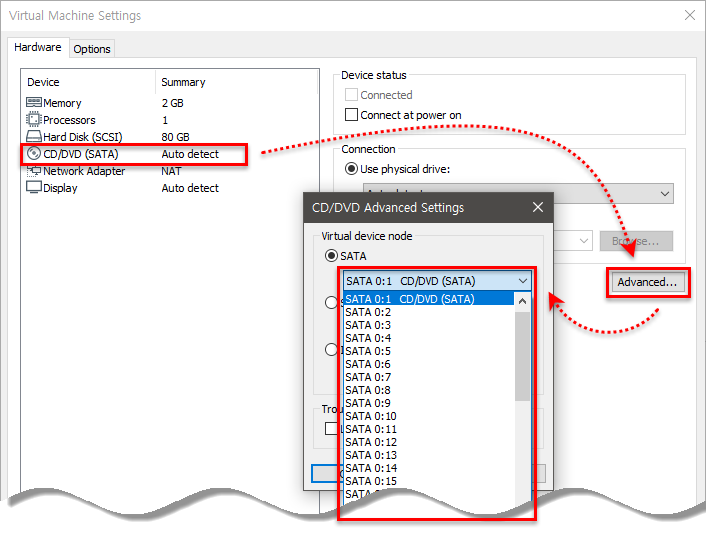 Virtual Machine Settings
Hardware Options
Device Summary
Memory 2 GB
Processors 1
Hard Disk (SCSI) 80 GB
CD/DVD (SATA) Auto detect
Network Adapter NAT
Display Auto detect
Device status
Connected
Connect at power on
Connection
Use physical drive:
Browse...
Advanced...
CD/DVD Advanced Settings
Virtual device node
SATA
SATA 0:1 CD/DVD (SATA)
SATA 0:1 CD/DVD (SATA)
SATA 0:2
SATA 0:3
SATA 0:4
SATA 0:5
SATA 0:6
SATA 0:7
SATA 0:8
SATA 0:9
SATA 0:10
SATA 0:11
SATA 0:12
SATA 0:13
SATA 0:14
SATA 0:15